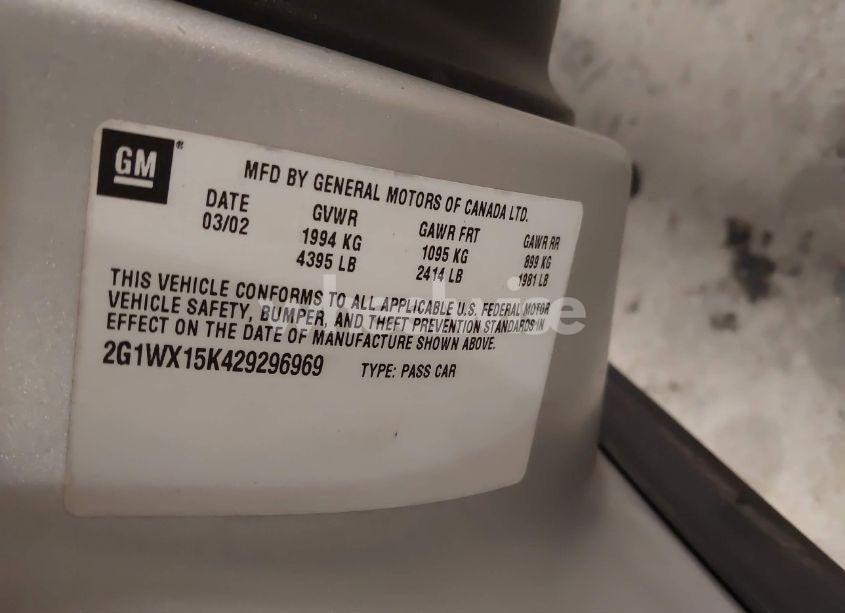 GM®
MFD BY GENERAL MOTORS OF CANADA LTD.
DATE GVWR GAWR FRT GAWR RR
03/02 1994 KG 1095 KG 899 KG
4395 LB 2414 LB 1981 LB
THIS VEHICLE CONFORMS TO ALL APPLICABLE U.S. FEDERAL MOTOR
VEHICLE SAFETY, BUMPER, AND THEFT PREVENTION STANDARDS IN
EFFECT ON THE DATE OF MANUFACTURE SHOWN ABOVE.
2G1WX15K429296969 TYPE: PASS CAR